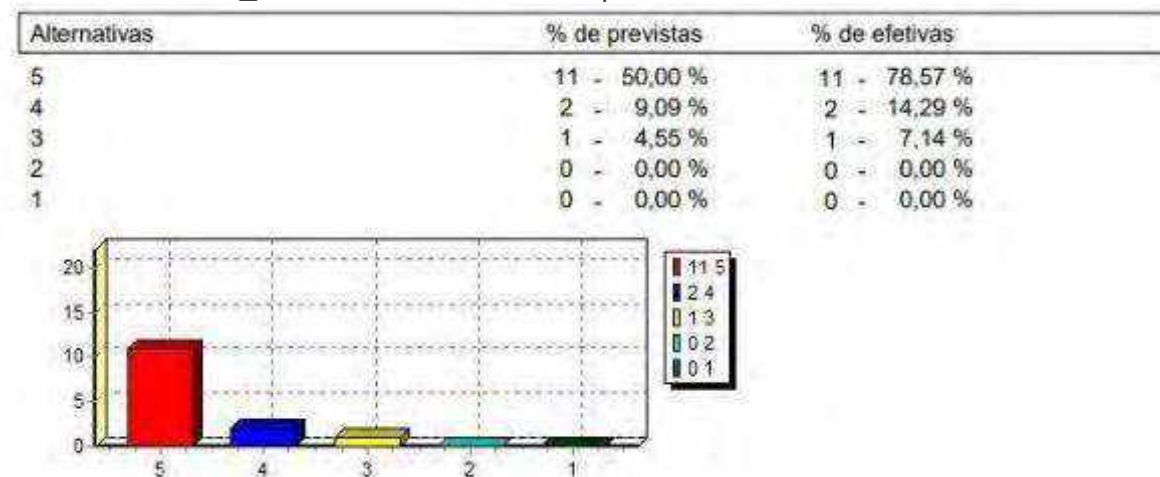 Alternativas % de previstas % de efetivas
5 11 - 50,00 % 11 - 78,57 %
4 2 - 9,09 % 2 - 14,29 %
3 1 - 4,55 % 1 - 7,14 %
2 0 - 0,00 % 0 - 0,00 %
1 0 - 0,00 % 0 - 0,00 %
20
15
10
5
0
5 4 3 2 1
11 5
2 4
1 3
0 2
0 1